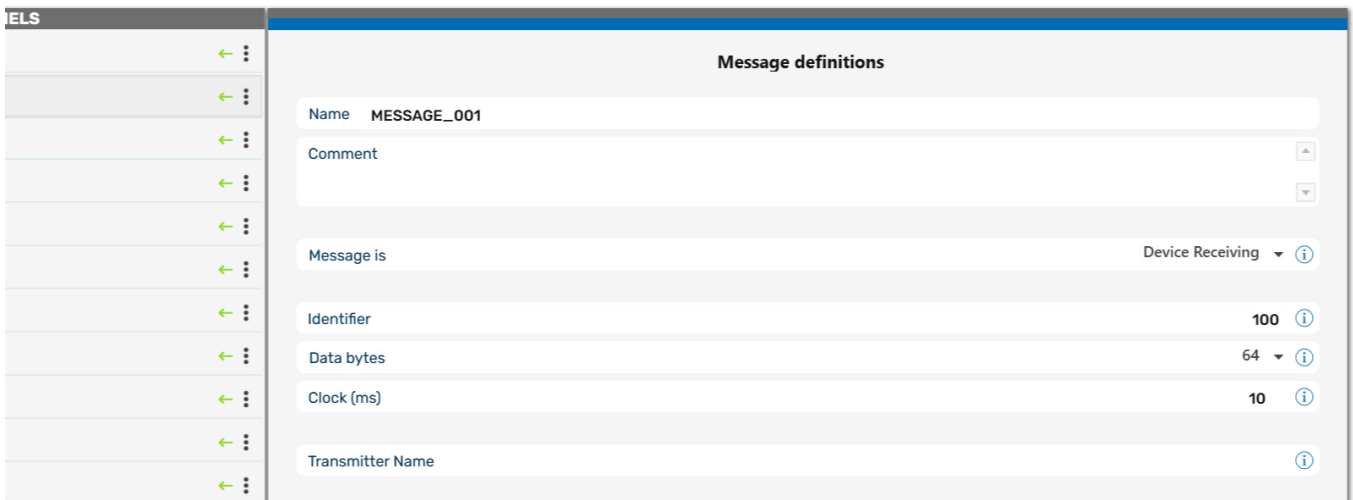 Message definitions
Name MESSAGE_001
Comment
Message is Device Receiving
Identifier 100
Data bytes 64
Clock (ms) 10
Transmitter Name